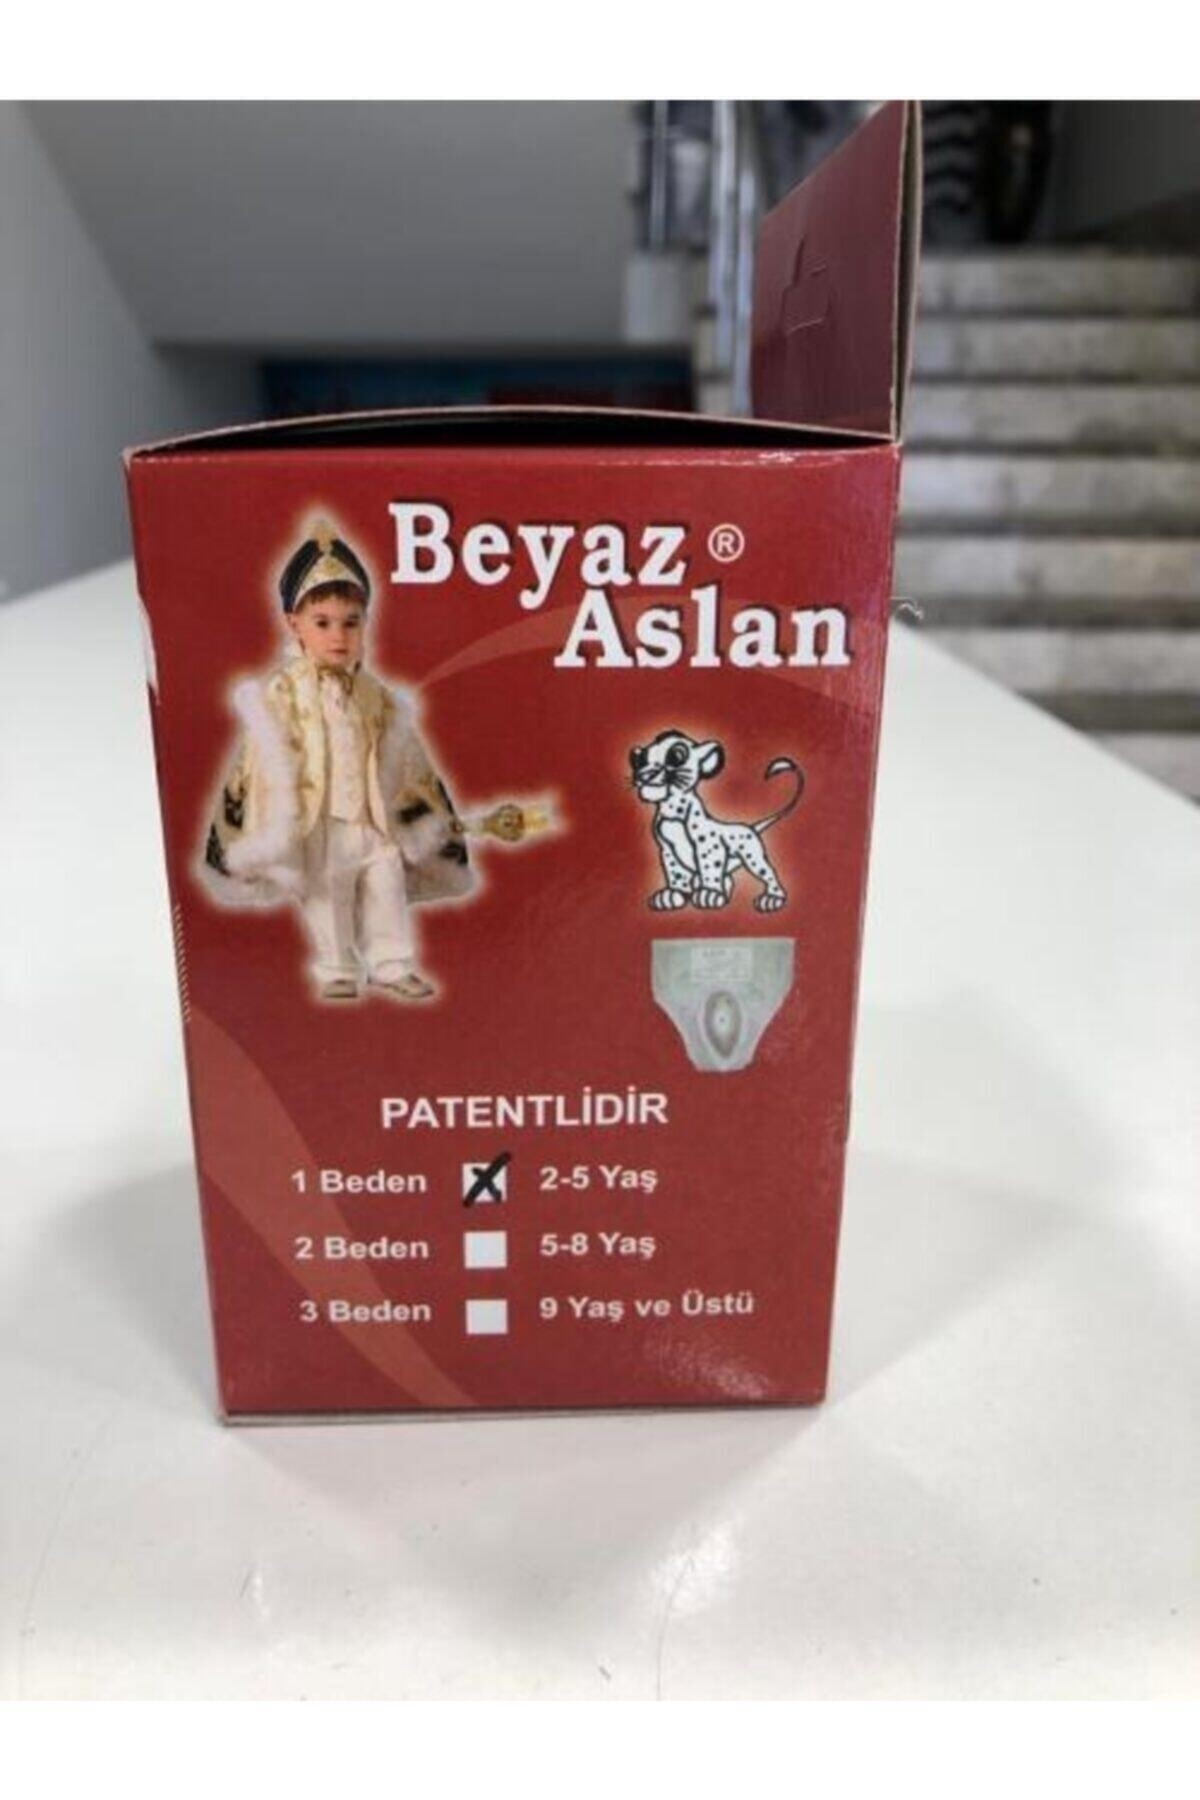 Beyaz ®
Aslan
PATENTLİDİR
1 Beden 2-5 Yaş
2 Beden 5-8 Yaş
3 Beden 9 Yaş ve Üstü